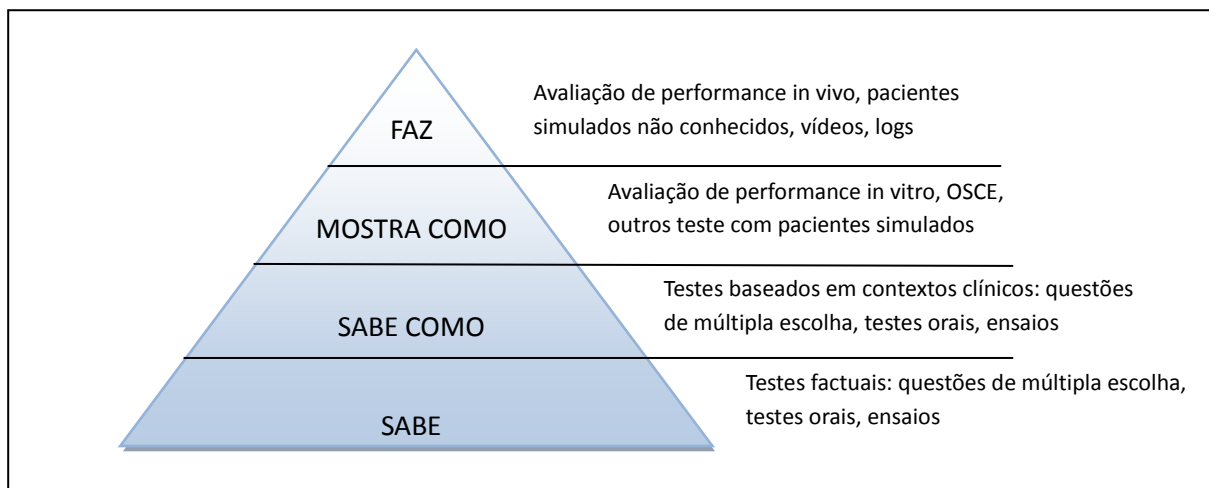 FAZ
Avaliação de performance in vivo, pacientes
simulados não conhecidos, vídeos, logs
MOSTRA COMO
Avaliação de performance in vitro, OSCE,
outros teste com pacientes simulados
SABE COMO
Testes baseados em contextos clínicos: questões
de múltipla escolha, testes orais, ensaios
SABE
Testes factuais: questões de múltipla escolha,
testes orais, ensaios